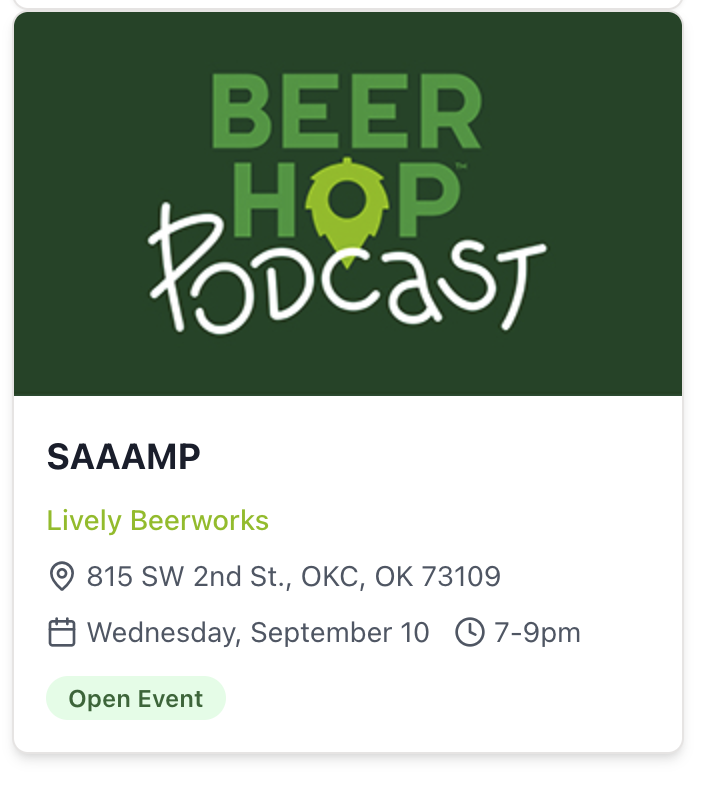 BEER
HOP™
PODCAST
SAAAMP
Lively Beerworks
815 SW 2nd St., OKC, OK 73109
Wednesday, September 10 7-9pm
Open Event